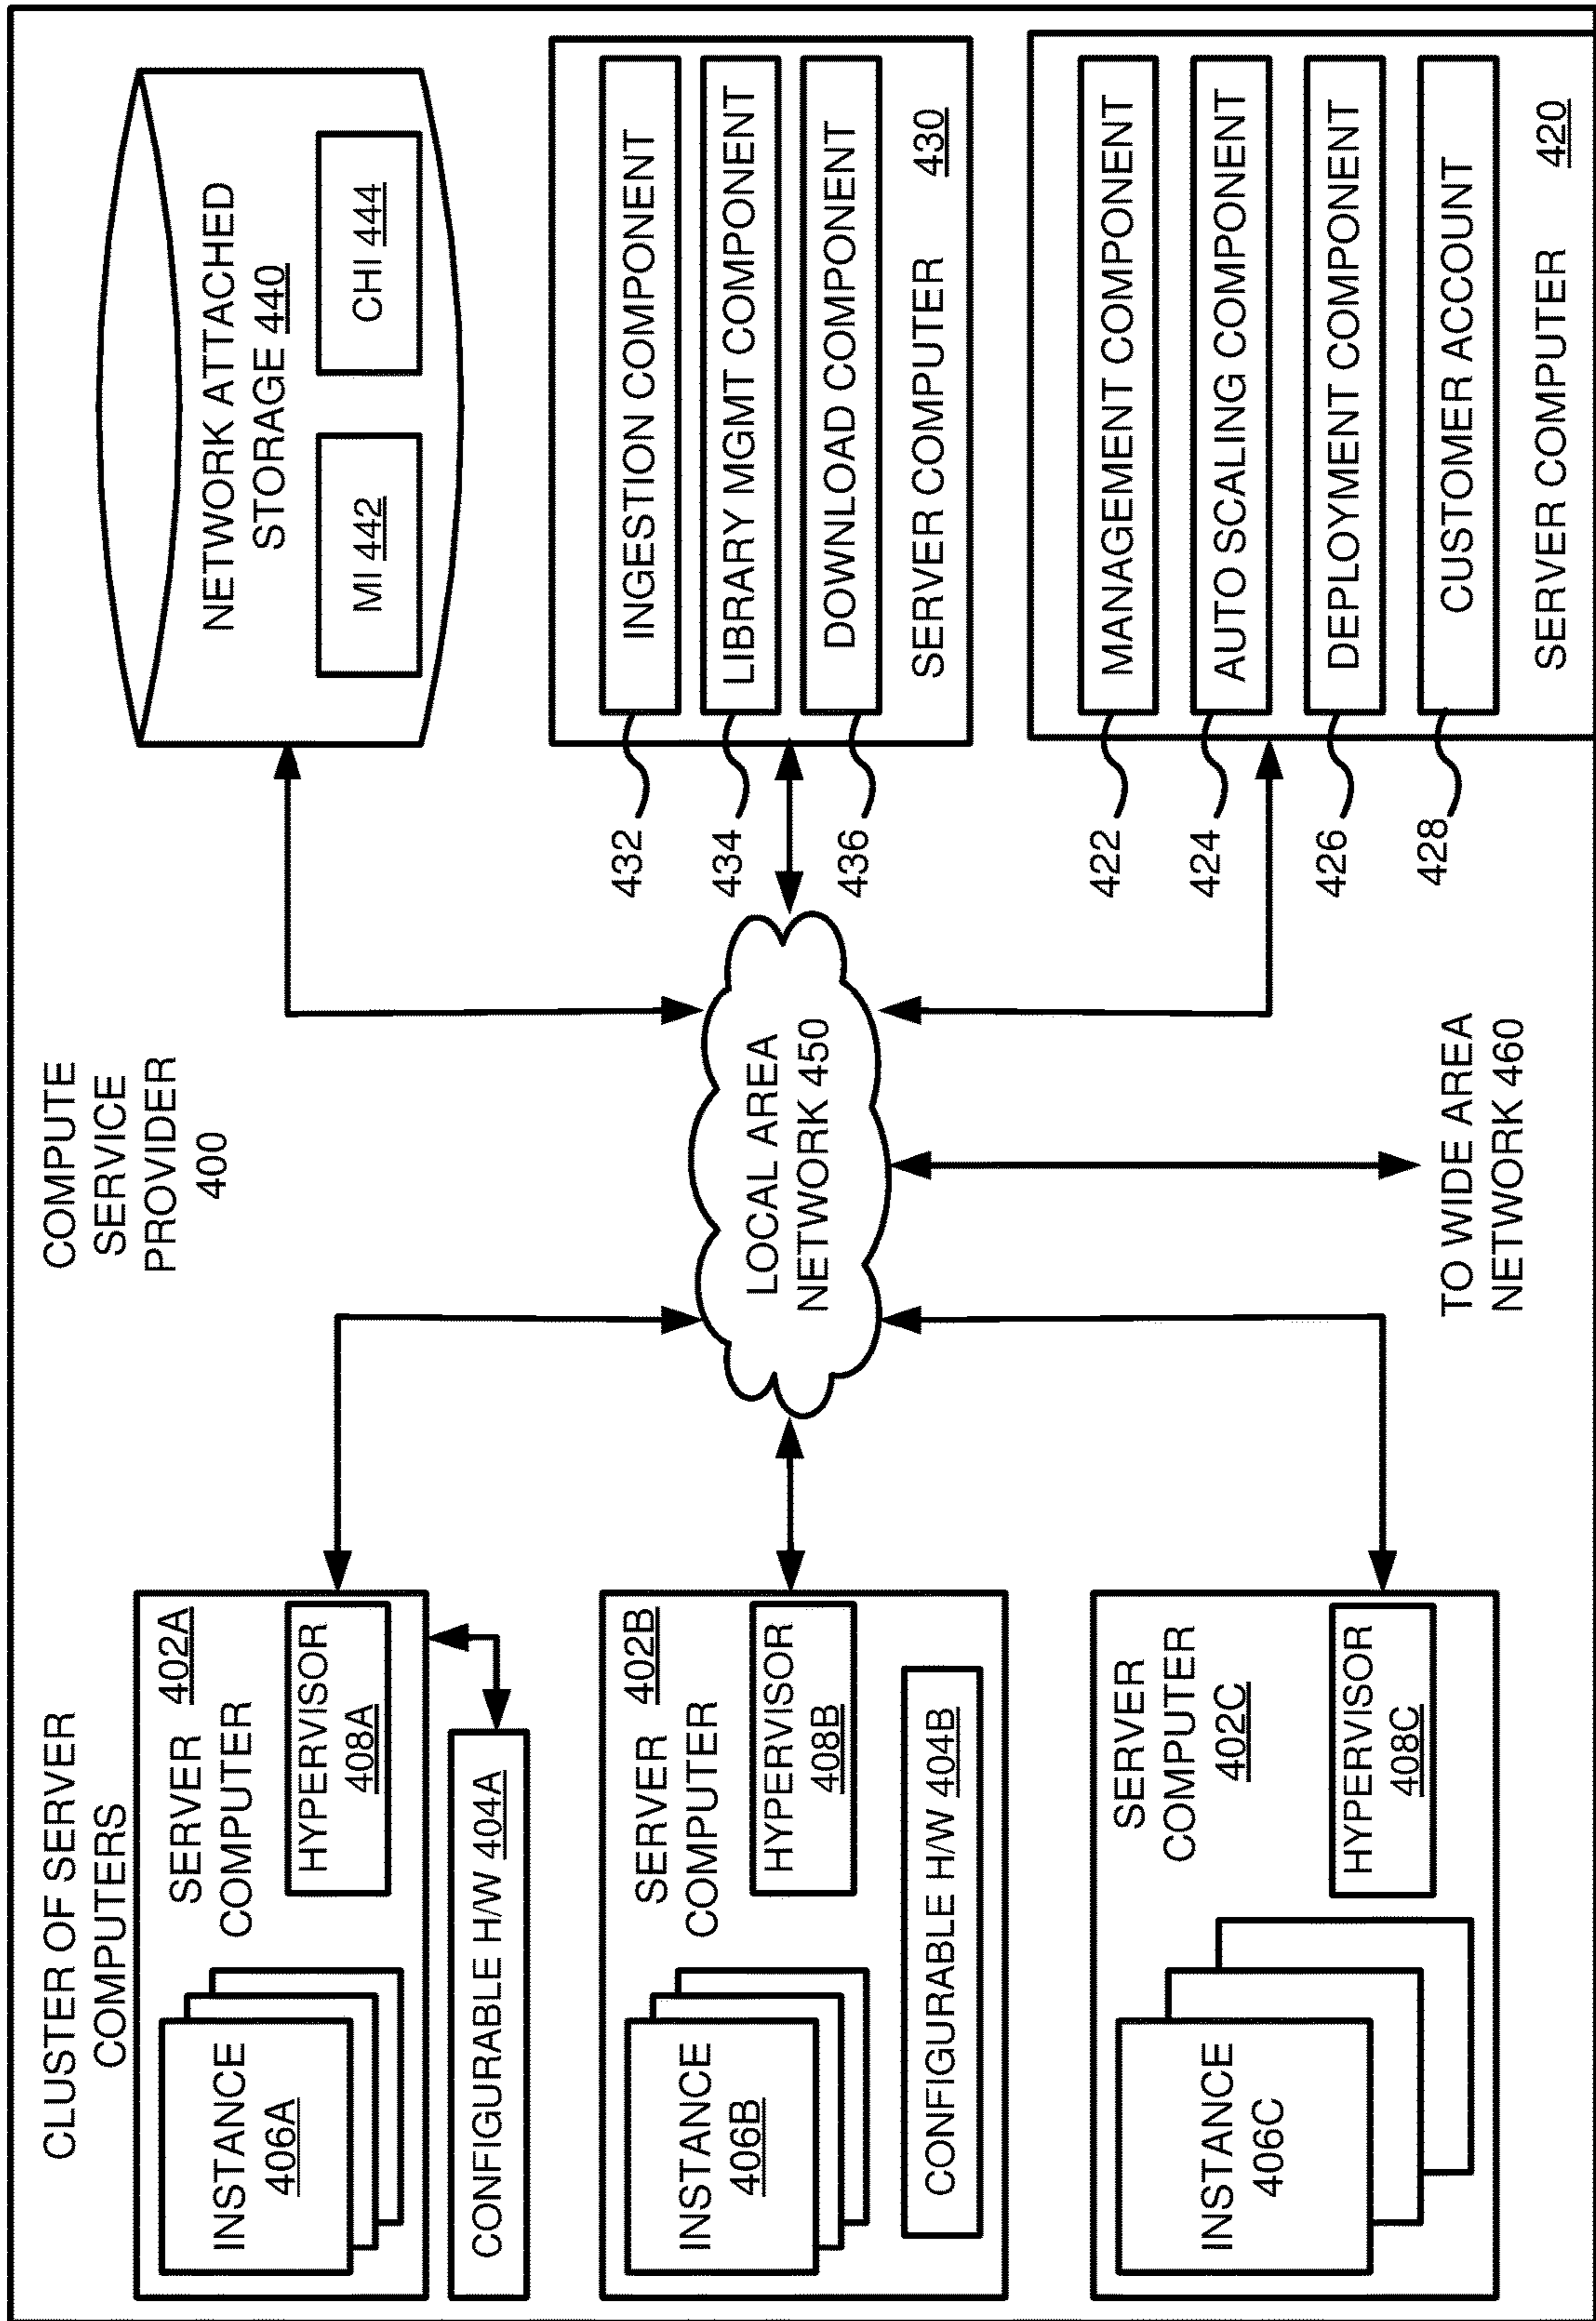 COMPUTE
SERVICE
PROVIDER
400
CLUSTER OF SERVER
COMPUTERS
SERVER 402A
COMPUTER
INSTANCE
406A
HYPERVISOR
408A
CONFIGURABLE H/W 404A
SERVER 402B
COMPUTER
INSTANCE
406B
HYPERVISOR
408B
CONFIGURABLE H/W 404B
SERVER
COMPUTER
402C
INSTANCE
406C
HYPERVISOR
408C
LOCAL AREA
NETWORK 450
TO WIDE AREA
NETWORK 460
NETWORK ATTACHED
STORAGE 440
MI 442
CHI 444
432
INGESTION COMPONENT
434
LIBRARY MGMT COMPONENT
436
DOWNLOAD COMPONENT
SERVER COMPUTER 430
422
MANAGEMENT COMPONENT
424
AUTO SCALING COMPONENT
426
DEPLOYMENT COMPONENT
428
CUSTOMER ACCOUNT
SERVER COMPUTER 420